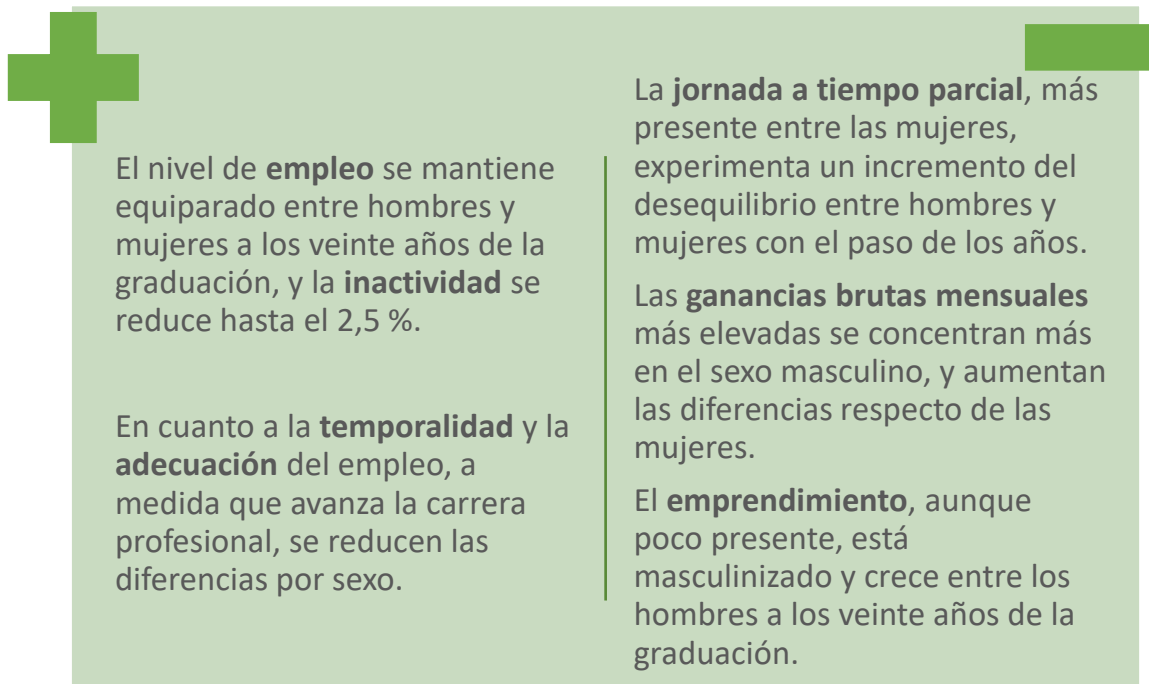 El nivel de empleo se mantiene
equiparado entre hombres y
mujeres a los veinte años de la
graduación, y la inactividad se
reduce hasta el 2,5 %.
En cuanto a la temporalidad y la
adecuación del empleo, a
medida que avanza la carrera
profesional, se reducen las
diferencias por sexo.
La jornada a tiempo parcial, más
presente entre las mujeres,
experimenta un incremento del
desequilibrio entre hombres y
mujeres con el paso de los años.
Las ganancias brutas mensuales
más elevadas se concentran más
en el sexo masculino, y aumentan
las diferencias respecto de las
mujeres.
El emprendimiento, aunque
poco presente, está
masculinizado y crece entre los
hombres a los veinte años de la
graduación.